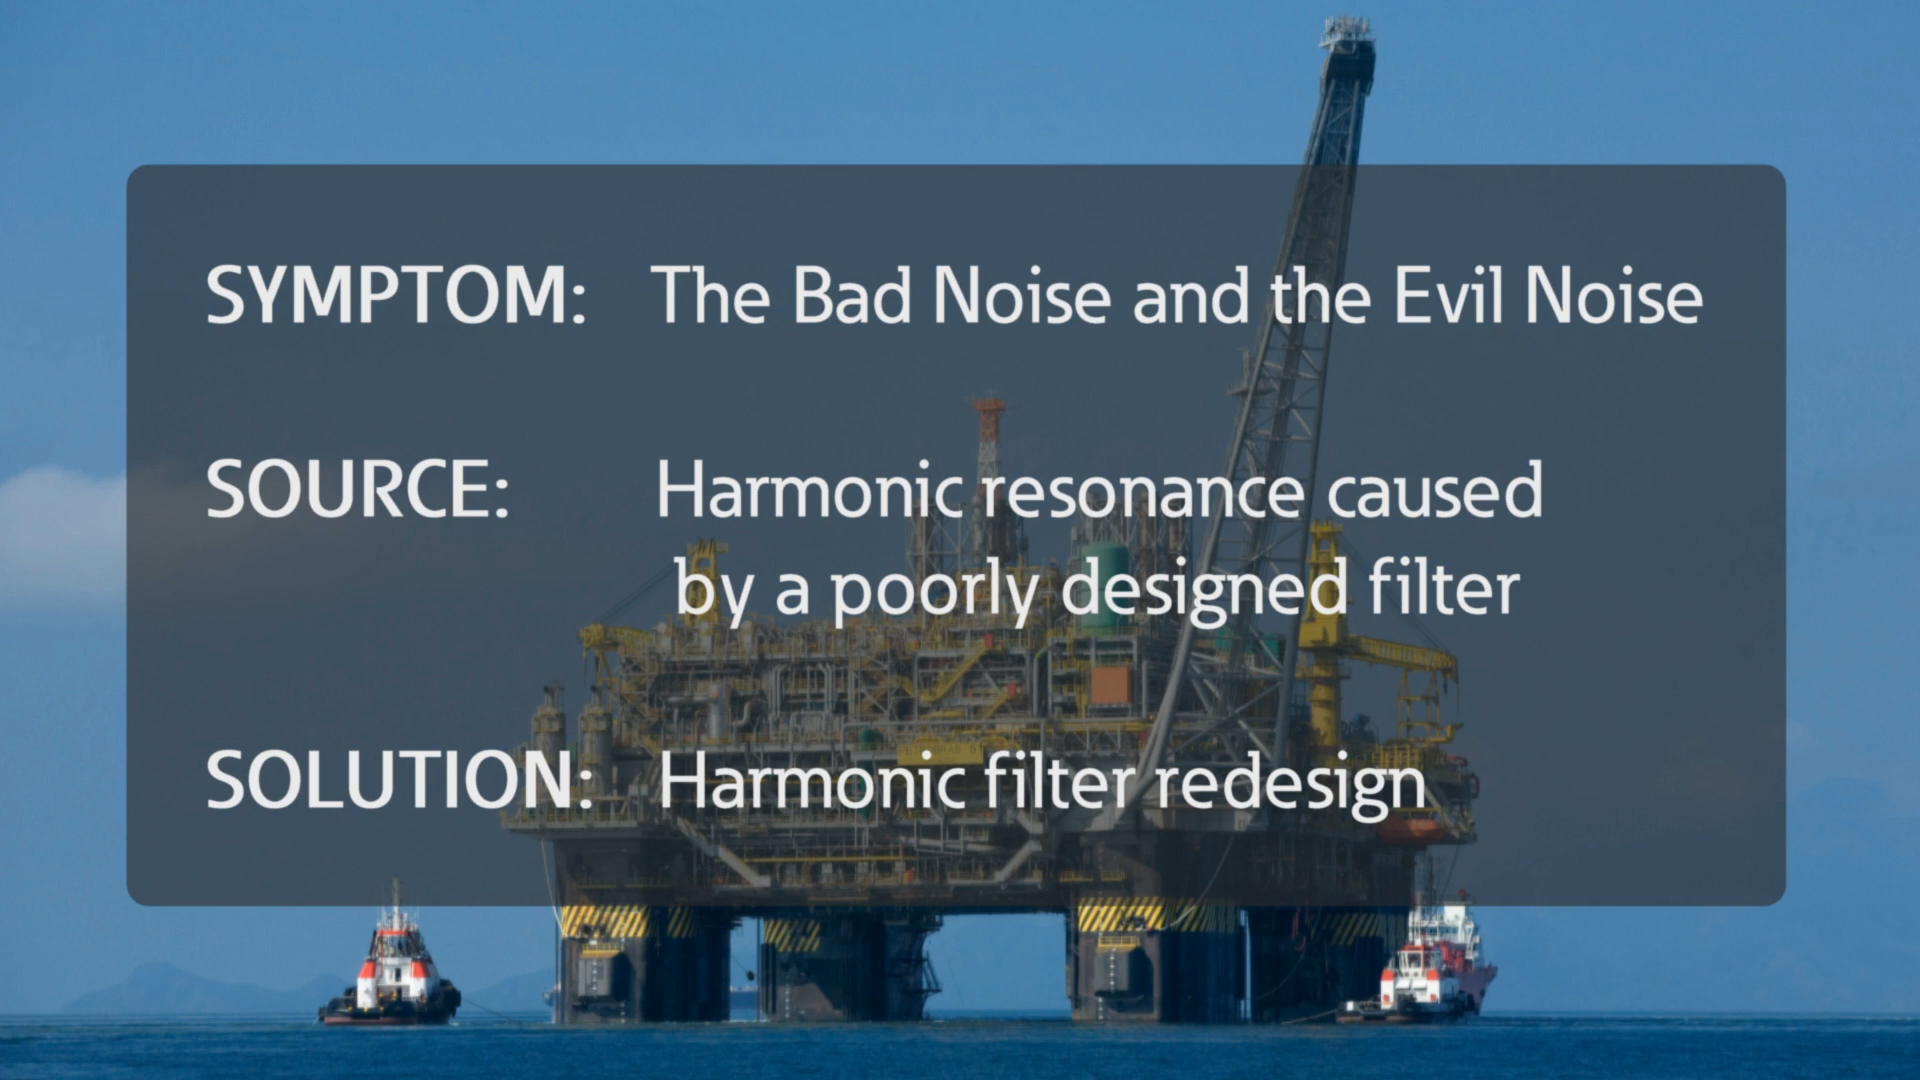 SYMPTOM: The Bad Noise and the Evil Noise
SOURCE: Harmonic resonance caused
by a poorly designed filter
SOLUTION: Harmonic filter redesign